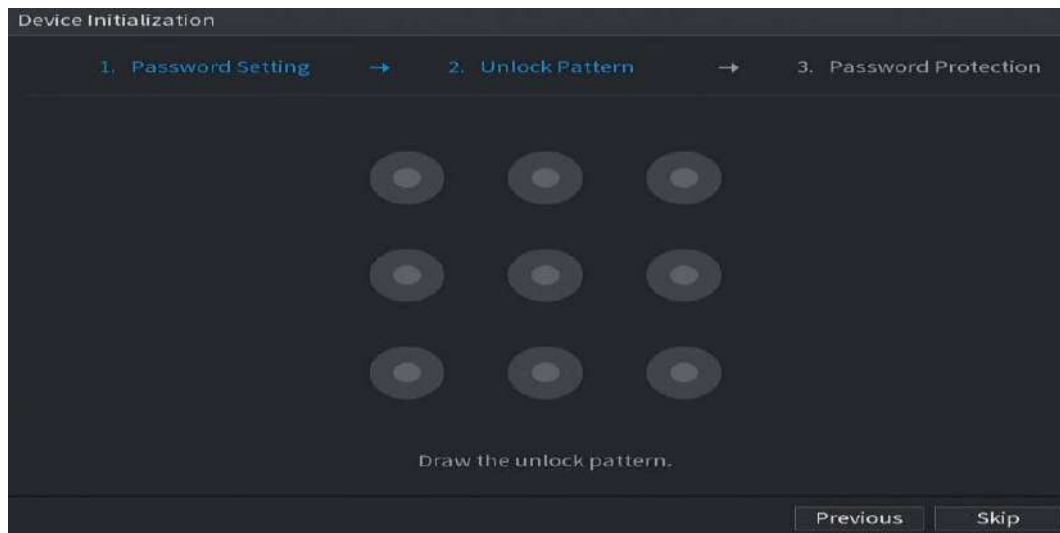 Device Initialization
1. Password Setting → 2. Unlock Pattern → 3. Password Protection
Draw the unlock pattern.
Previous Skip